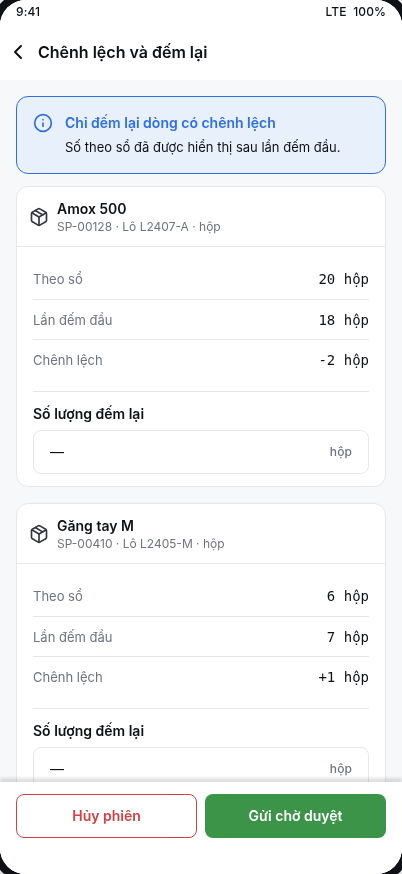 9:41
LTE 100%
Chênh lệch và đếm lại
Chỉ đếm lại dòng có chênh lệch
Số theo sổ đã được hiển thị sau lần đếm đầu.
Amox 500
SP-00128 · Lô L2407-A · hộp
Theo sổ
20 hộp
Lần đếm đầu
18 hộp
Chênh lệch
-2 hộp
Số lượng đếm lại
—
hộp
Găng tay M
SP-00410 · Lô L2405-M · hộp
Theo sổ
6 hộp
Lần đếm đầu
7 hộp
Chênh lệch
+1 hộp
Số lượng đếm lại
—
hộp
Hủy phiên
Gửi chờ duyệt